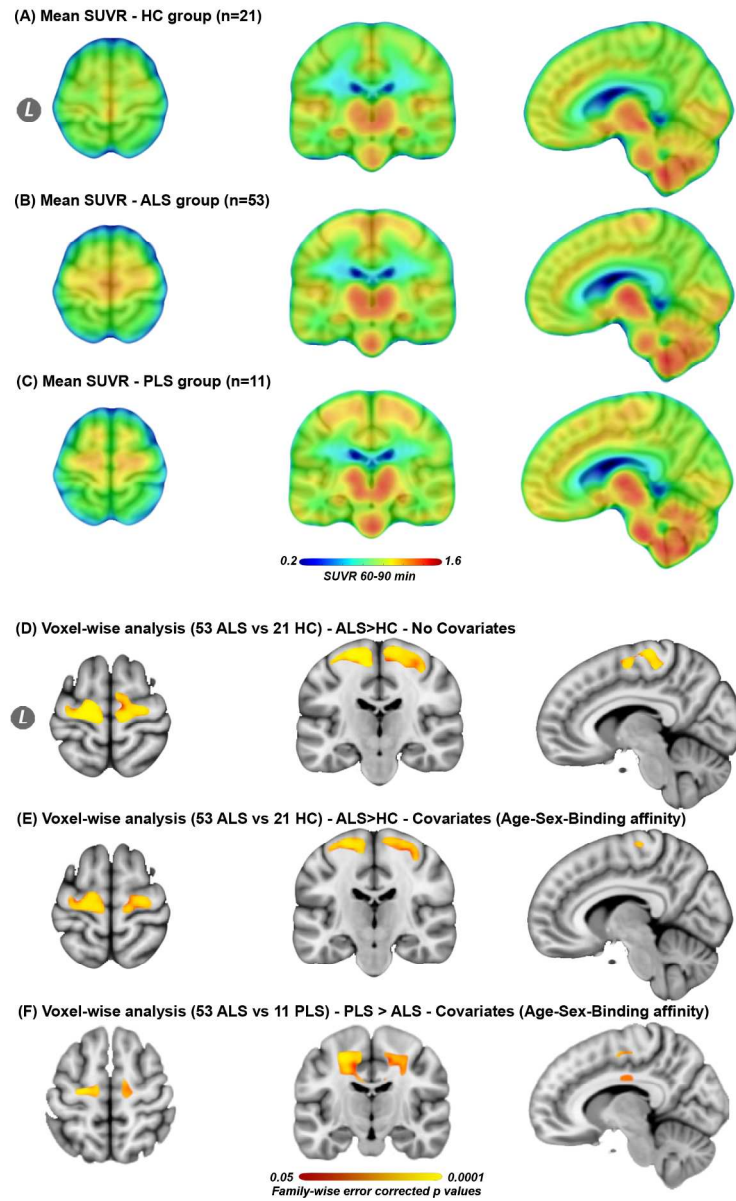 (A) Mean SUVR - HC group (n=21)
L
(B) Mean SUVR - ALS group (n=53)
(C) Mean SUVR - PLS group (n=11)
0.2 1.6
SUVR 60-90 min
(D) Voxel-wise analysis (53 ALS vs 21 HC) - ALS>HC - No Covariates
L
(E) Voxel-wise analysis (53 ALS vs 21 HC) - ALS>HC - Covariates (Age-Sex-Binding affinity)
(F) Voxel-wise analysis (53 ALS vs 11 PLS) - PLS > ALS - Covariates (Age-Sex-Binding affinity)
0.05 0.0001
Family-wise error corrected p values